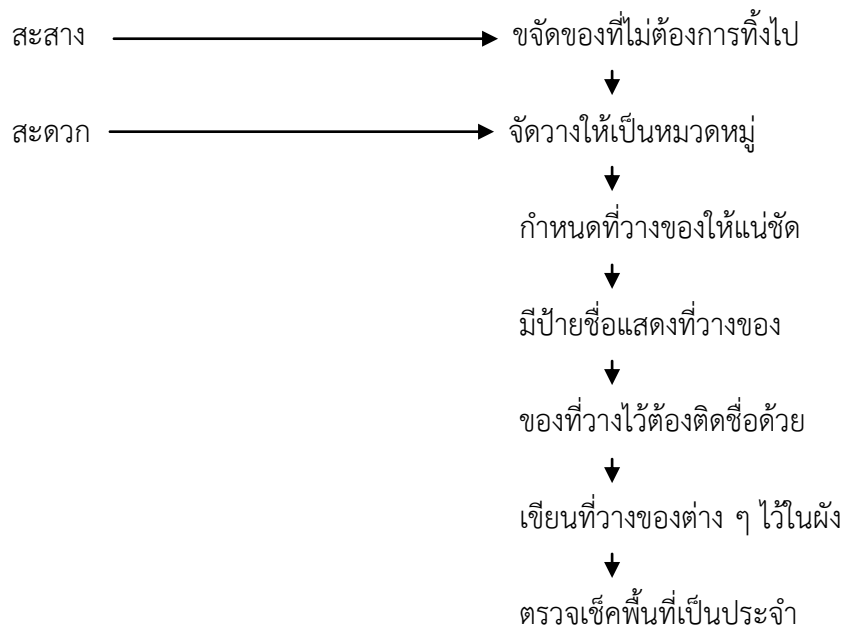 สะสาง ขจัดของที่ไม่ต้องการทิ้งไป
สะดวก จัดวางให้เป็นหมวดหมู่
กำหนดที่วางของให้แน่ชัด
มีป้ายชื่อแสดงที่วางของ
ของที่วางไว้ต้องติดชื่อด้วย
เขียนที่วางของต่าง ๆ ไว้ในผัง
ตรวจเช็คพื้นที่เป็นประจำ